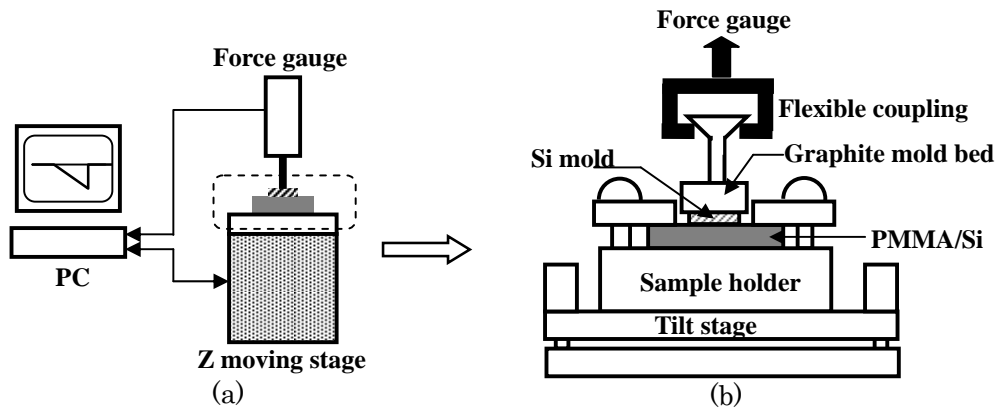 Force gauge
PC
Z moving stage
(a)
Force gauge
Flexible coupling
Si mold
Graphite mold bed
PMMA/Si
Sample holder
Tilt stage
(b)